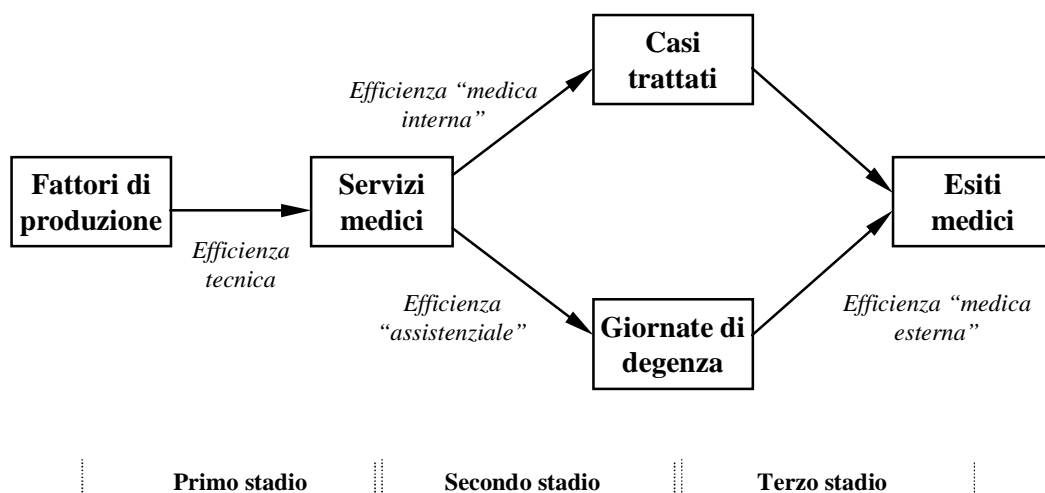 Casi
trattati
Efficienza “medica
interna”
Fattori di
produzione
Servizi
medici
Esiti
medici
Efficienza
tecnica
Efficienza
“assistenziale”
Giornate di
degenza
Efficienza “medica
esterna”
Primo stadio
Secondo stadio
Terzo stadio